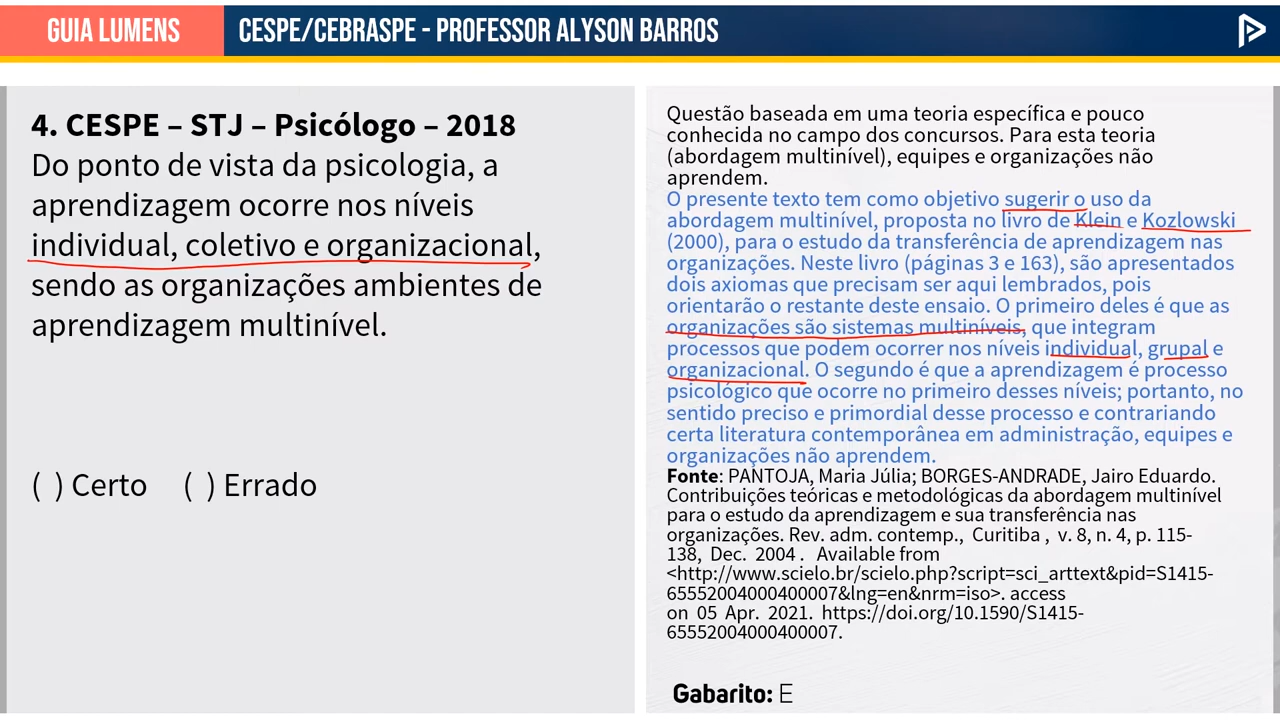 GUIA LUMENS
CESPE/CEBRASPE - PROFESSOR ALYSON BARROS
4. CESPE – STJ – Psicólogo – 2018
Do ponto de vista da psicologia, a
aprendizagem ocorre nos níveis
individual, coletivo e organizacional,
sendo as organizações ambientes de
aprendizagem multinível.
( ) Certo ( ) Errado
Questão baseada em uma teoria específica e pouco
conhecida no campo dos concursos. Para esta teoria
(abordagem multinível), equipes e organizações não
aprendem.
O presente texto tem como objetivo sugerir o uso da
abordagem multinível, proposta no livro de Klein e Kozlowski
(2000), para o estudo da transferência de aprendizagem nas
organizações. Neste livro (páginas 3 e 163), são apresentados
dois axiomas que precisam ser aqui lembrados, pois
orientarão o restante deste ensaio. O primeiro deles é que as
organizações são sistemas multiníveis, que integram
processos que podem ocorrer nos níveis individual, grupal e
organizacional. O segundo é que a aprendizagem é processo
psicológico que ocorre no primeiro desses níveis; portanto, no
sentido preciso e primordial desse processo e contrariando
certa literatura contemporânea em administração, equipes e
organizações não aprendem.
Fonte: PANTOJA, Maria Júlia; BORGES-ANDRADE, Jairo Eduardo.
Contribuições teóricas e metodológicas da abordagem multinível
para o estudo da aprendizagem e sua transferência nas
organizações. Rev. adm. contemp., Curitiba , v. 8, n. 4, p. 115-
138, Dec. 2004 . Available from
<http://www.scielo.br/scielo.php?script=sci_arttext&pid=S1415-
65552004000400007&lng=en&nrm=iso>. access
on 05 Apr. 2021. https://doi.org/10.1590/S1415-
65552004000400007.
Gabarito: E